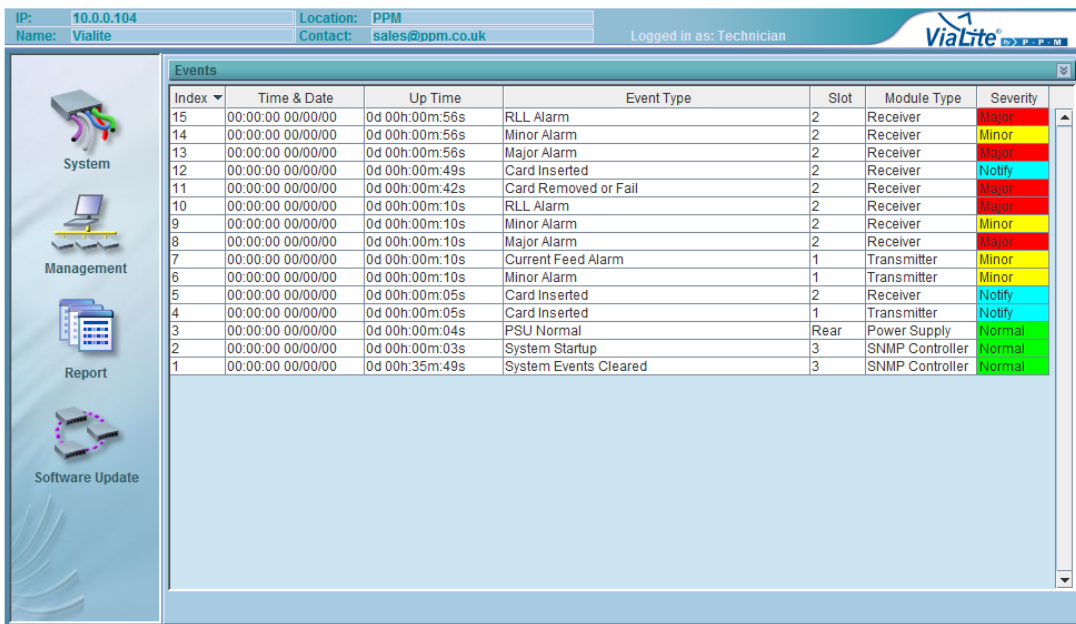 IP: 10.0.0.104 Location: PPM
Name: Vialite Contact: sales@ppm.co.uk Logged in as: Technician
ViaLite® by P·P·M
System
Management
Report
Software Update
Events
Index Time & Date Up Time Event Type Slot Module Type Severity
15 00:00:00 00/00/00 0d 00h:00m:56s RLL Alarm 2 Receiver Major
14 00:00:00 00/00/00 0d 00h:00m:56s Minor Alarm 2 Receiver Minor
13 00:00:00 00/00/00 0d 00h:00m:56s Major Alarm 2 Receiver Major
12 00:00:00 00/00/00 0d 00h:00m:49s Card Inserted 2 Receiver Notify
11 00:00:00 00/00/00 0d 00h:00m:42s Card Removed or Fail 2 Receiver Major
10 00:00:00 00/00/00 0d 00h:00m:10s RLL Alarm 2 Receiver Major
9 00:00:00 00/00/00 0d 00h:00m:10s Minor Alarm 2 Receiver Minor
8 00:00:00 00/00/00 0d 00h:00m:10s Major Alarm 2 Receiver Major
7 00:00:00 00/00/00 0d 00h:00m:10s Current Feed Alarm 1 Transmitter Minor
6 00:00:00 00/00/00 0d 00h:00m:10s Minor Alarm 1 Transmitter Minor
5 00:00:00 00/00/00 0d 00h:00m:05s Card Inserted 2 Receiver Notify
4 00:00:00 00/00/00 0d 00h:00m:05s Card Inserted 1 Transmitter Notify
3 00:00:00 00/00/00 0d 00h:00m:04s PSU Normal Rear Power Supply Normal
2 00:00:00 00/00/00 0d 00h:00m:03s System Startup 3 SNMP Controller Normal
1 00:00:00 00/00/00 0d 00h:35m:49s System Events Cleared 3 SNMP Controller Normal